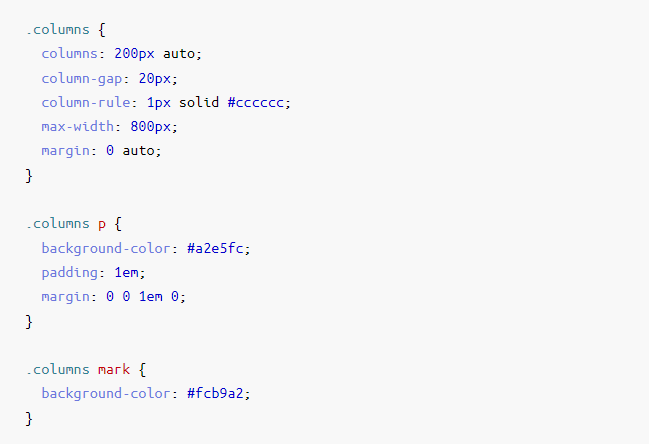 .columns {
  columns: 200px auto;
  column-gap: 20px;
  column-rule: 1px solid #cccccc;
  max-width: 800px;
  margin: 0 auto;
}

.columns p {
  background-color: #a2e5fc;
  padding: 1em;
  margin: 0 0 1em 0;
}

.columns mark {
  background-color: #fcb9a2;
}